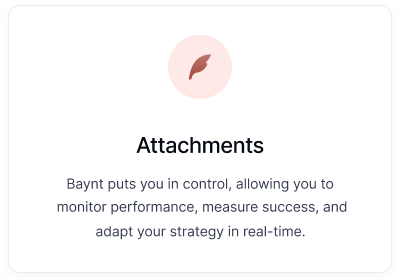 Attachments
Baynt puts you in control, allowing you to
monitor performance, measure success, and
adapt your strategy in real-time.